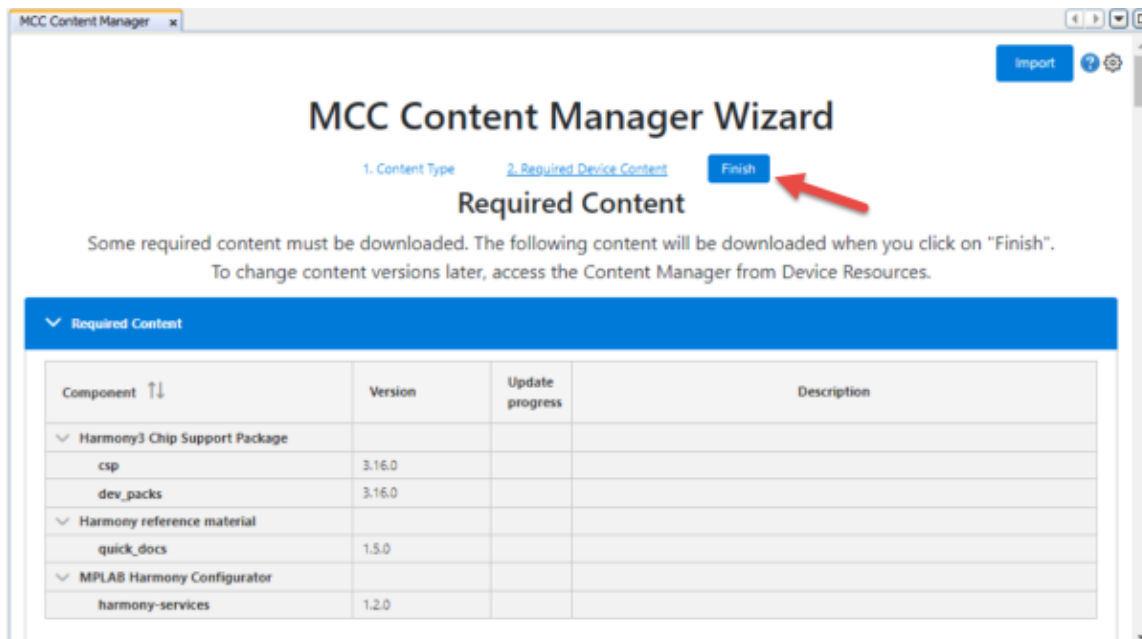 MCC Content Manager
Import
MCC Content Manager Wizard
1. Content Type 2. Required Device Content Finish
Required Content
Some required content must be downloaded. The following content will be downloaded when you click on "Finish".
To change content versions later, access the Content Manager from Device Resources.
Required Content
Component Version Update progress Description
Harmony3 Chip Support Package
csp 3.16.0
dev_packs 3.16.0
Harmony reference material
quick_docs 1.5.0
MPLAB Harmony Configurator
harmony-services 1.2.0